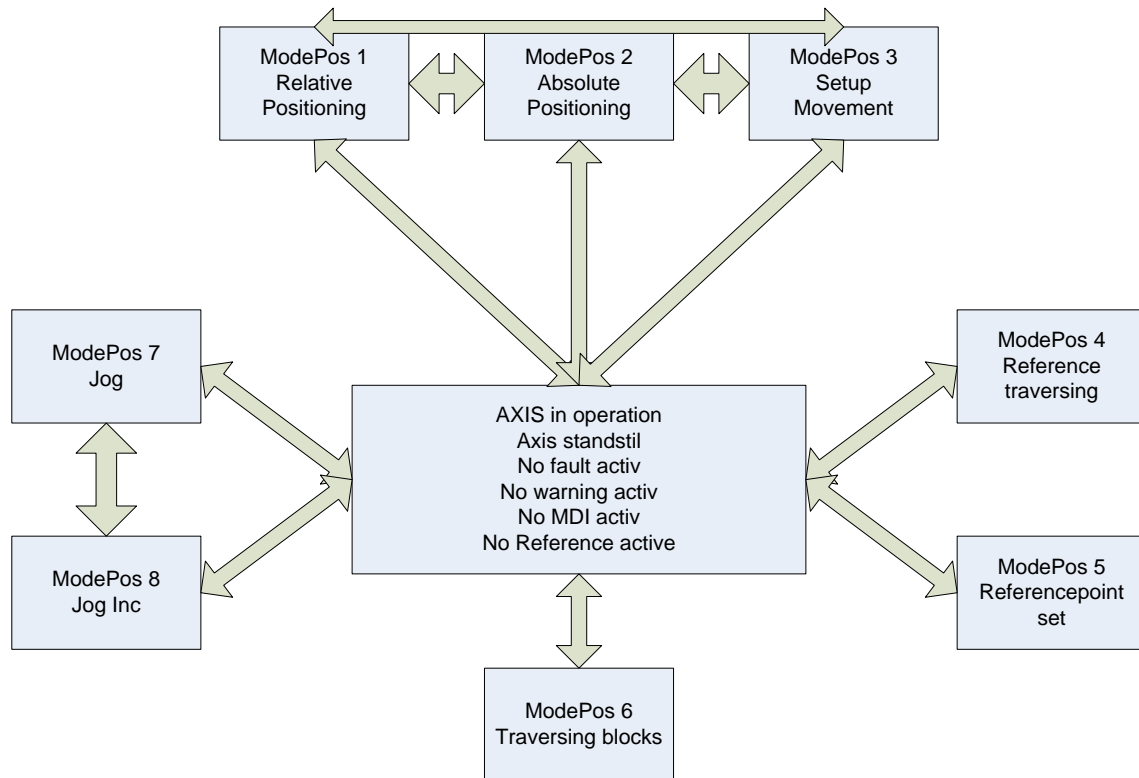 ModePos 1
Relative
Positioning
ModePos 2
Absolute
Positioning
ModePos 3
Setup
Movement
ModePos 7
Jog
ModePos 4
Reference
traversing
AXIS in operation
Axis standstil
No fault activ
No warning activ
No MDI activ
No Reference active
ModePos 8
Jog Inc
ModePos 5
Referencepoint
set
ModePos 6
Traversing blocks